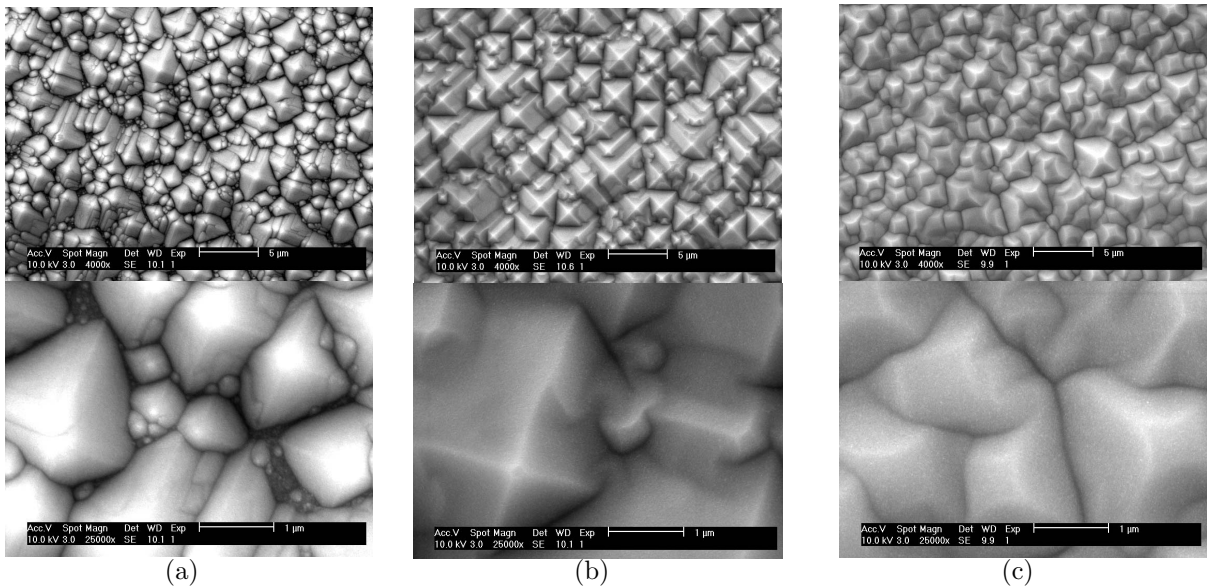 Acc.V Spot Magn Det WD Exp 5 µm
10.0 kV 3.0 4000x SE 10.1 1
Acc.V Spot Magn Det WD Exp 5 µm
10.0 kV 3.0 4000x SE 10.6 1
Acc.V Spot Magn Det WD Exp 5 µm
10.0 kV 3.0 4000x SE 9.9 1
Acc.V Spot Magn Det WD Exp 1 µm
10.0 kV 3.0 25000x SE 10.1 1
Acc.V Spot Magn Det WD Exp 1 µm
10.0 kV 3.0 25000x SE 10.1 1
Acc.V Spot Magn Det WD Exp 1 µm
10.0 kV 3.0 25000x SE 9.9 1
(a)
(b)
(c)